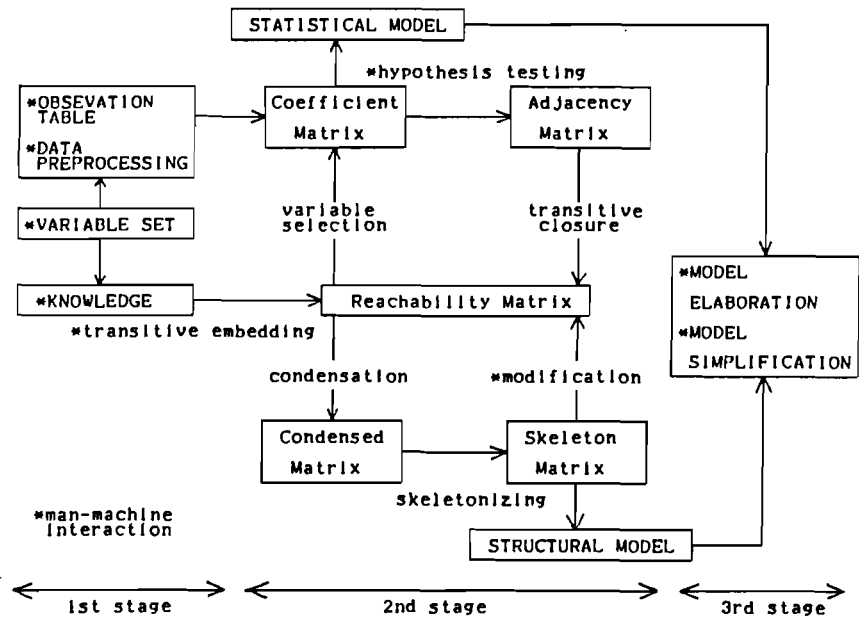 STATISTICAL MODEL
*hypothesis testing
*OBSEVATION
TABLE
*DATA
PREPROCESSING
Coefficient
Matrix
Adjacency
Matrix
*VARIABLE SET
variable
selection
transitive
closure
*KNOWLEDGE
Reachability Matrix
*transitive embedding
*MODEL
ELABORATION
*MODEL
SIMPLIFICATION
condensation
*modification
Condensed
Matrix
Skeleton
Matrix
skeletonizing
*man-machine
interaction
STRUCTURAL MODEL
1st stage
2nd stage
3rd stage